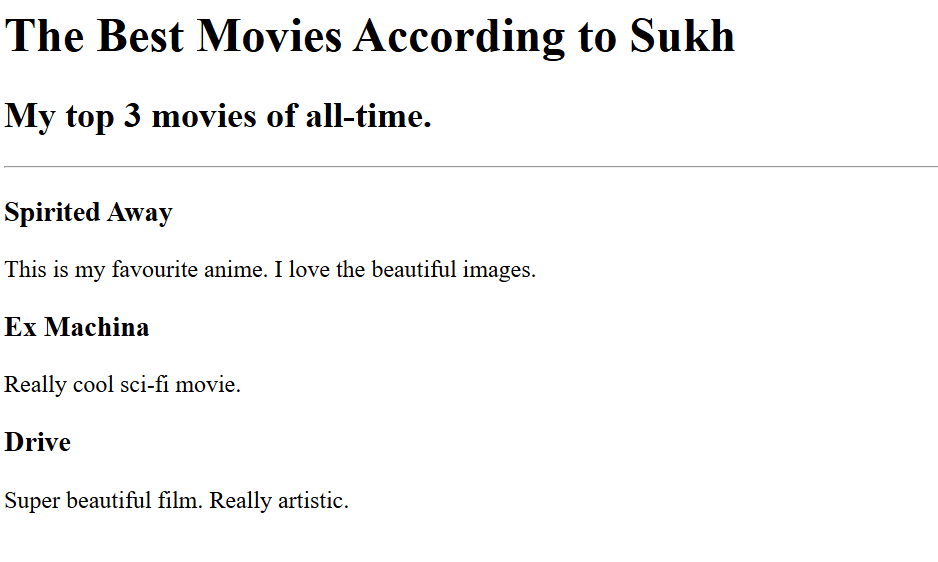 The Best Movies According to Sukh
My top 3 movies of all-time.
Spirited Away
This is my favourite anime. I love the beautiful images.
Ex Machina
Really cool sci-fi movie.
Drive
Super beautiful film. Really artistic.